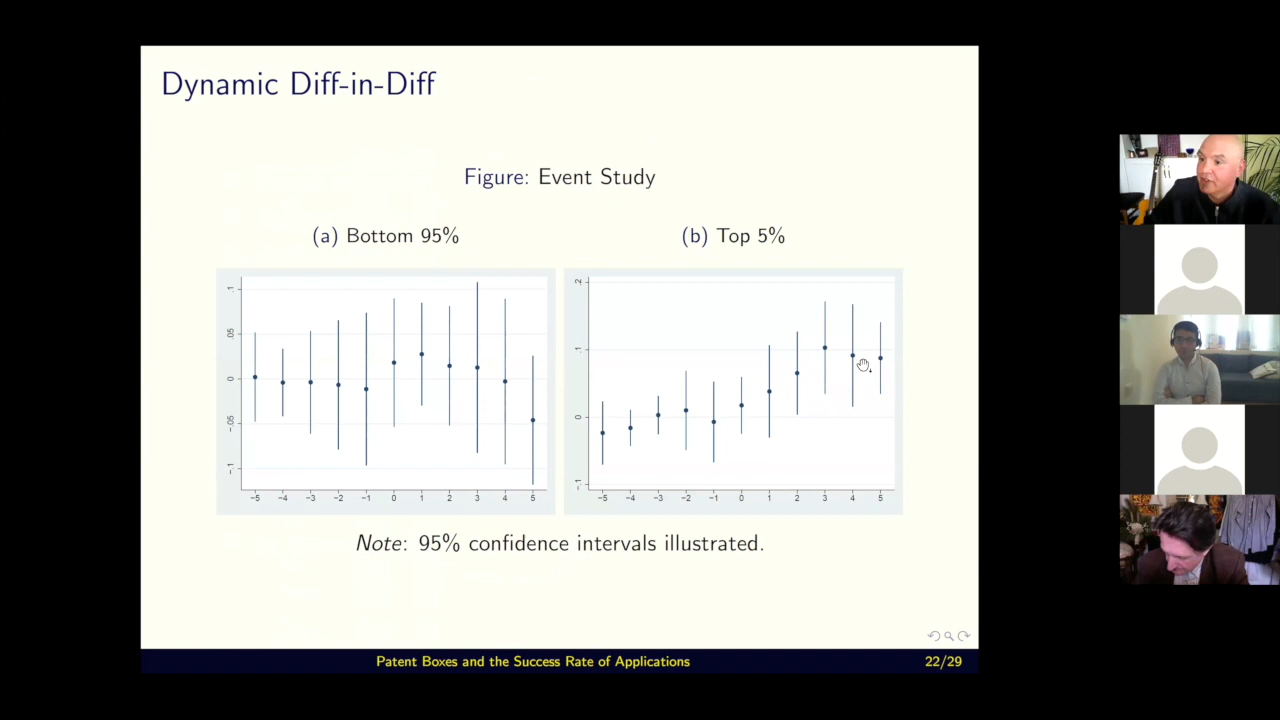 Dynamic Diff-in-Diff
Figure: Event Study
(a) Bottom 95%
(b) Top 5%
.1
.05
0
-.05
-.1
-5 -4 -3 -2 -1 0 1 2 3 4 5
.2
.1
0
-.1
-5 -4 -3 -2 -1 0 1 2 3 4 5
Note: 95% confidence intervals illustrated.
Patent Boxes and the Success Rate of Applications 22/29